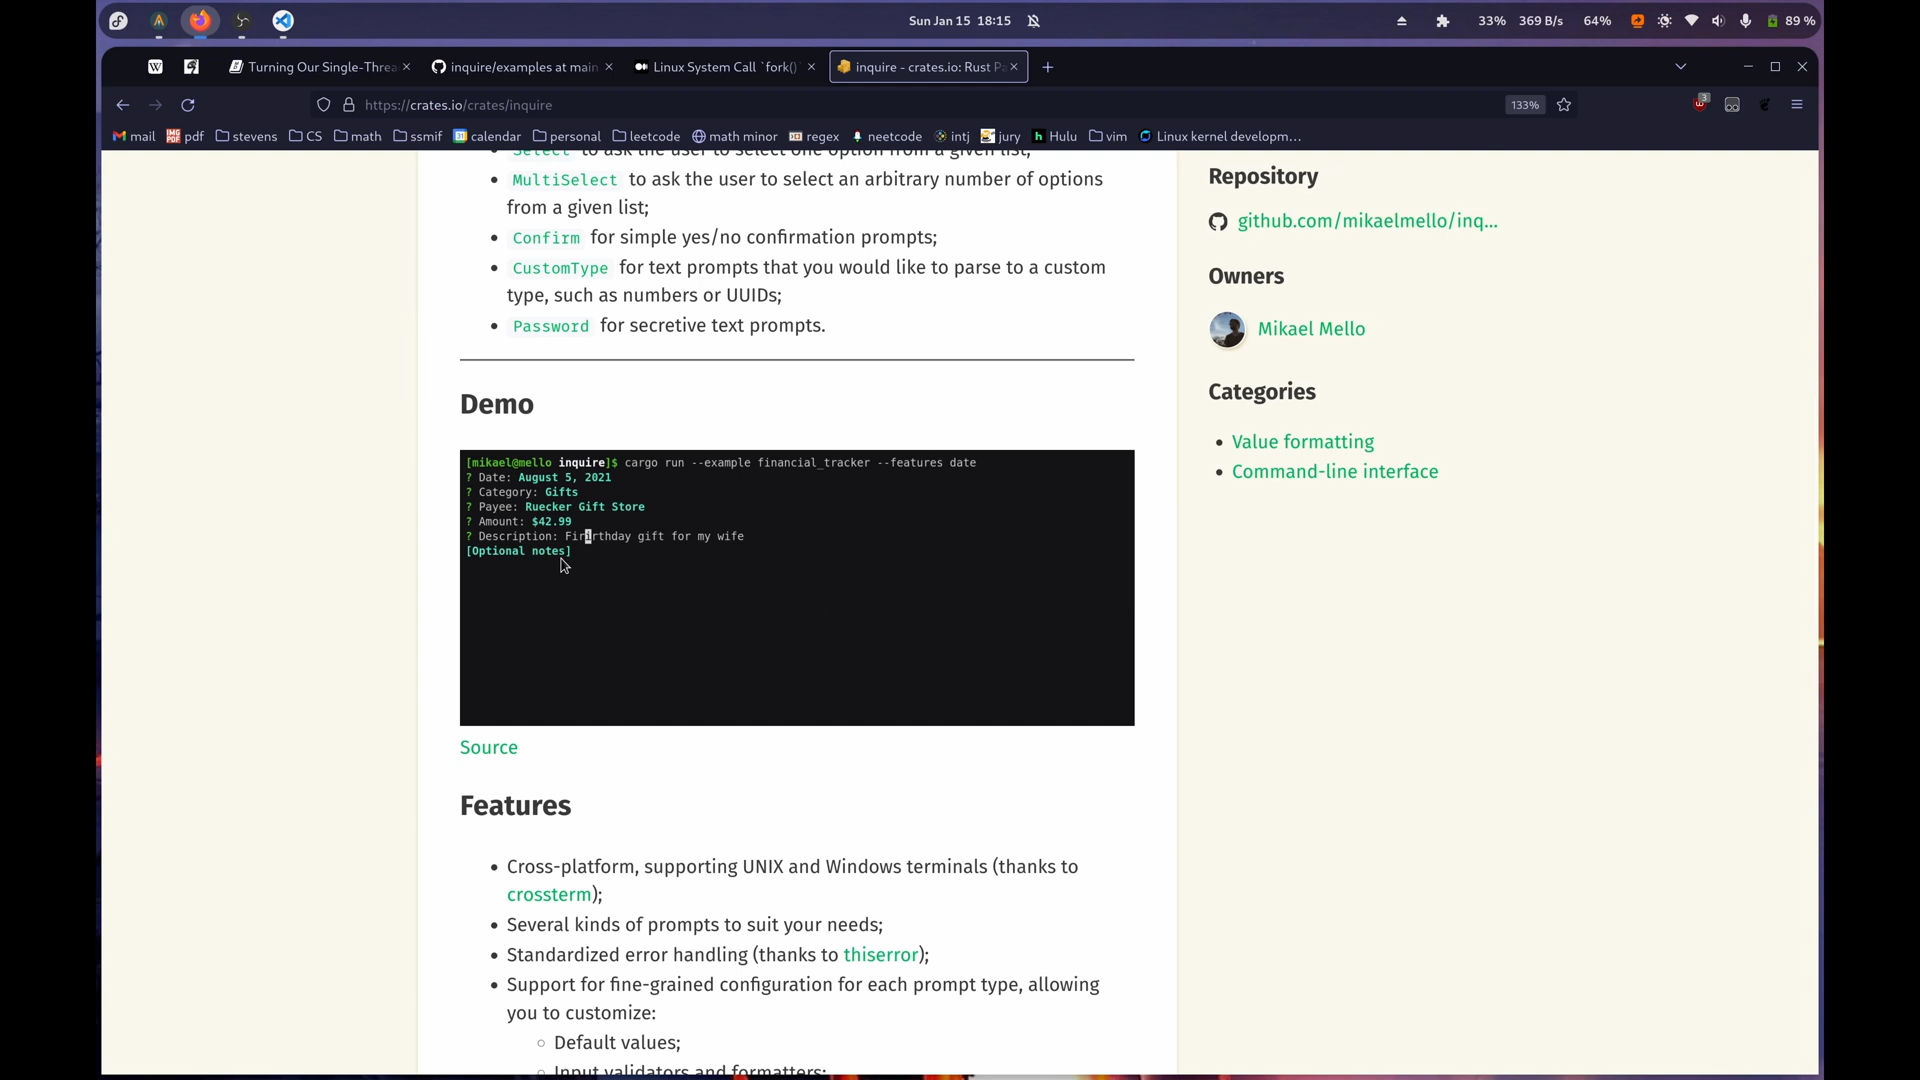 Sun Jan 15 18:15
33% 369 B/s 64% 89 %
Turning Our Single-Threa
inquire/examples at main
Linux System Call `fork()`
inquire - crates.io: Rust Pa
https://crates.io/crates/inquire
133%
3
mail pdf stevens CS math ssmif calendar personal leetcode math minor regex neetcode intj jury Hulu vim Linux kernel developm...
Select to ask the user to select one option from a given list;
MultiSelect to ask the user to select an arbitrary number of options
from a given list;
Confirm for simple yes/no confirmation prompts;
CustomType for text prompts that you would like to parse to a custom
type, such as numbers or UUIDs;
Password for secretive text prompts.
Demo
[mikael@mello inquire]$ cargo run --example financial_tracker --features date
? Date: August 5, 2021
? Category: Gifts
? Payee: Ruecker Gift Store
? Amount: $42.99
? Description: Firirthday gift for my wife
[Optional notes]
Source
Features
Cross-platform, supporting UNIX and Windows terminals (thanks to
crossterm);
Several kinds of prompts to suit your needs;
Standardized error handling (thanks to thiserror);
Support for fine-grained configuration for each prompt type, allowing
you to customize:
Default values;
Input validators and formatters;
Repository
github.com/mikaelmello/inq...
Owners
Mikael Mello
Categories
Value formatting
Command-line interface